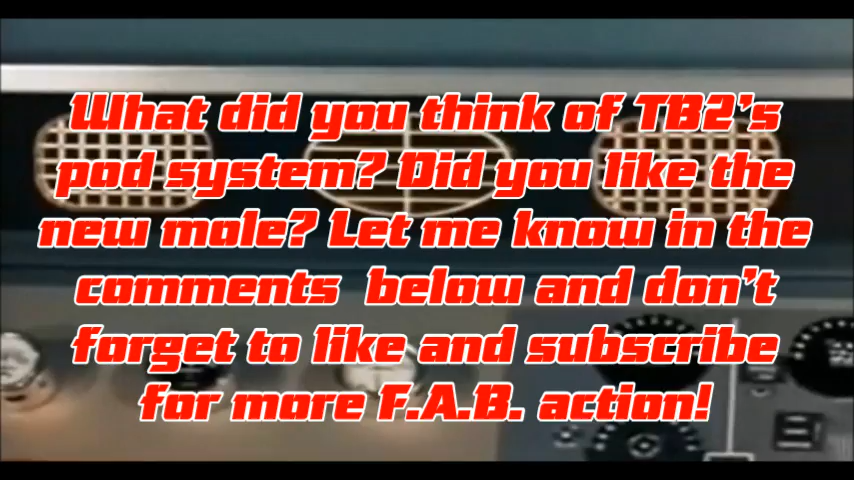 What did you think of TB2's
pod system? Did you like the
new mole? Let me know in the
comments below and don't
forget to like and subscribe
for more F.A.B. action!